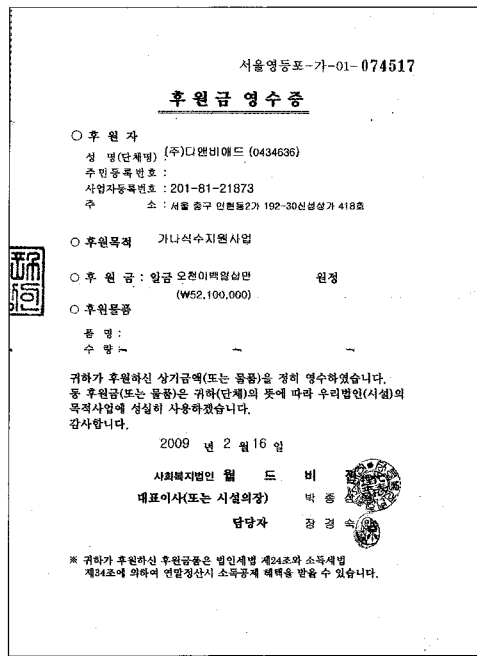 서울영등포-가-01-074517
후원금영수증
○ 후 원 자
성 명(단체명) : (주)디앤비애드 (0434636)
주민등록번호 :
사업자등록번호 : 201-81-21873
주 소 : 서울 중구 인현동2가 192-30신성상가 418호
○ 후원목적 가나식수지원사업
○ 후 원 금 : 일금 오천이백일십만 원정
(₩52,100,000)
○ 후원물품
품 명 :
수 량 :
귀하가 후원하신 상기금액(또는 물품)을 정히 영수하였습니다.
동 후원금(또는 물품)은 귀하(단체)의 뜻에 따라 우리법인(시설)의
목적사업에 성실히 사용하겠습니다.
감사합니다.
2009 년 2 월 16 일
사회복지법인 월 드 비 전
대표이사(또는 시설의장) 박 종
담당자 장 경 숙
※ 귀하가 후원하신 후원금품은 법인세법 제24조와 소득세법
제34조에 의하여 연말정산시 소득공제 혜택을 받을 수 있습니다.